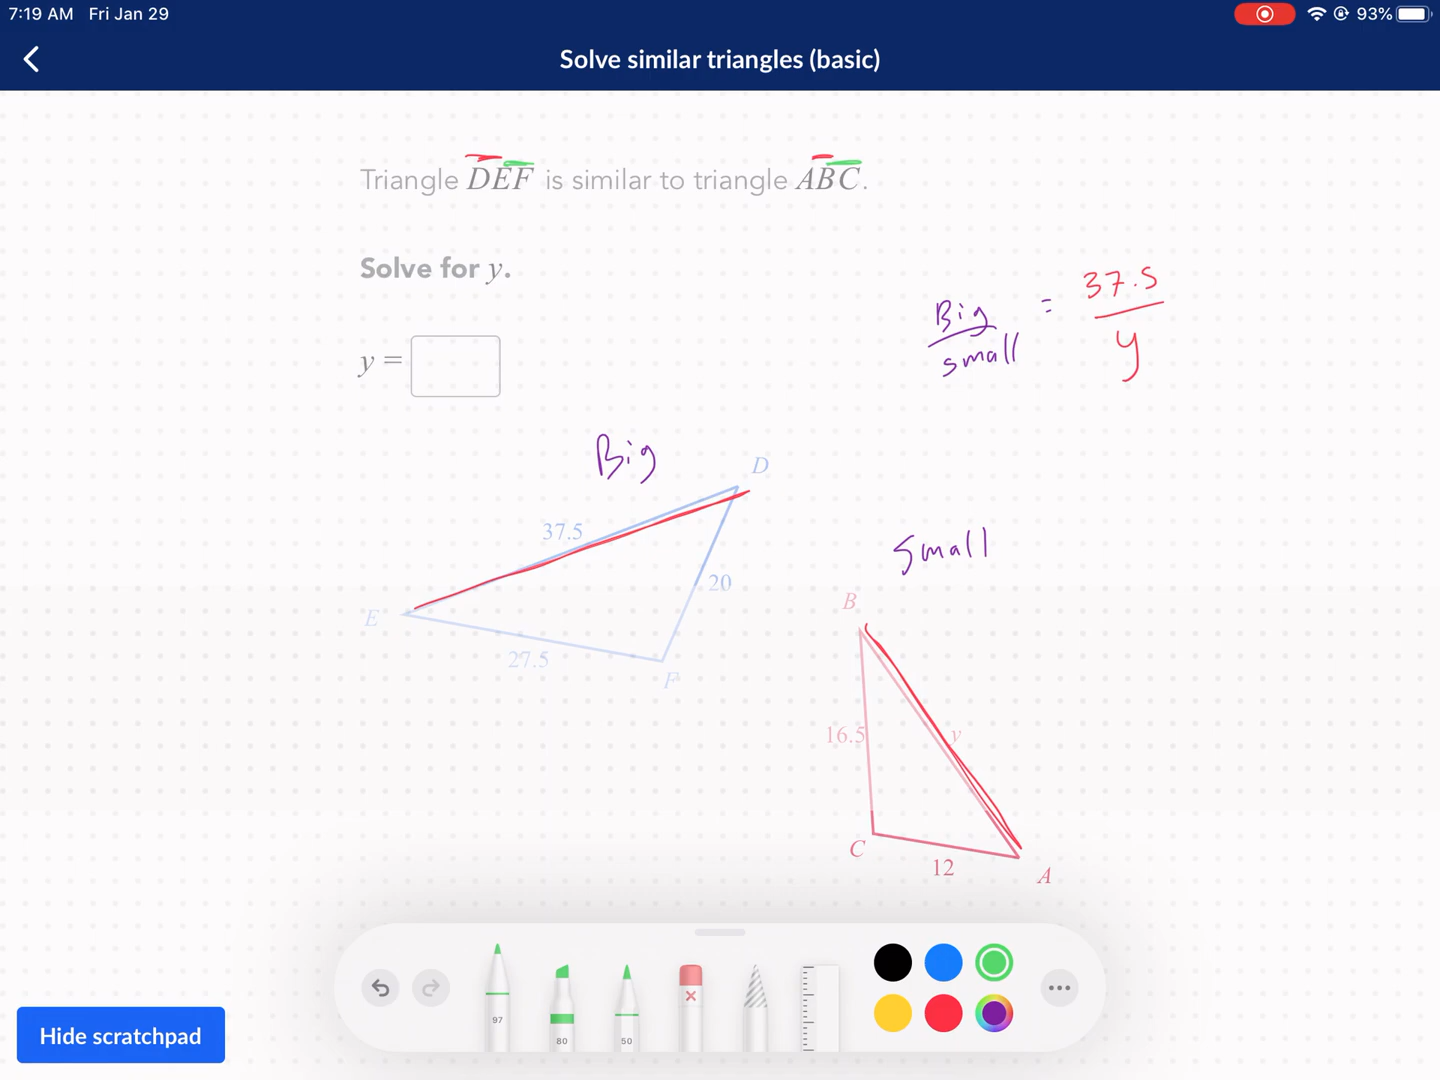 7:19 AM Fri Jan 29
93%
Solve similar triangles (basic)
Triangle DEF is similar to triangle ABC.
Solve for y.
Big
small
=
37.5
y
y =
Big
D
37.5
small
20
E
B
27.5
F
16.5
y
C
12
A
97
80
50
Hide scratchpad